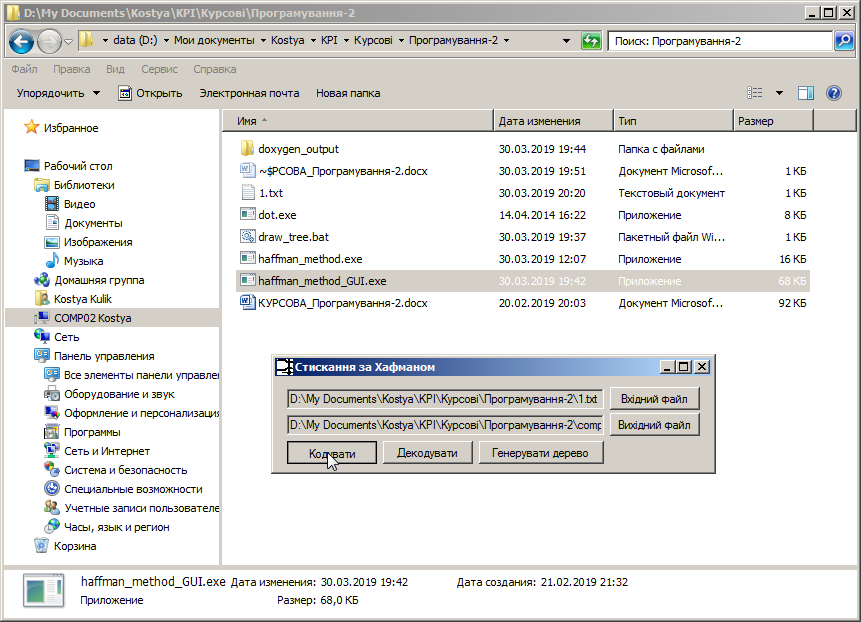 D:\My Documents\Kostya\KPI\Курсові\Програмування-2
data (D:) Мои документы Kostya KPI Курсові Програмування-2
Поиск: Програмування-2
Файл Правка Вид Сервис Справка
Упорядочить Открыть Электронная почта Новая папка
Избранное
Рабочий стол
Библиотеки
Видео
Документы
Изображения
Музыка
Домашняя группа
Kostya Kulik
COMP02 Kostya
Сеть
Панель управления
Все элементы панели управлен
Оборудование и звук
Оформление и персонализация
Программы
Сеть и Интернет
Система и безопасность
Специальные возможности
Учетные записи пользователе
Часы, язык и регион
Корзина
Имя Дата изменения Тип Размер
doxygen_output 30.03.2019 19:44 Папка с файлами
~$РСОВА_Програмування-2.docx 30.03.2019 19:51 Документ Microsof... 1 КБ
1.txt 30.03.2019 20:20 Текстовый документ 1 КБ
dot.exe 14.04.2014 16:22 Приложение 8 КБ
draw_tree.bat 30.03.2019 19:37 Пакетный файл Wi... 1 КБ
haffman_method.exe 30.03.2019 12:07 Приложение 16 КБ
haffman_method_GUI.exe 30.03.2019 19:42 Приложение 68 КБ
КУРСОВА_Програмування-2.docx 20.02.2019 20:03 Документ Microsof... 92 КБ
Стискання за Хафманом
D:\My Documents\Kostya\KPI\Курсові\Програмування-2\1.txt Вхідний файл
D:\My Documents\Kostya\KPI\Курсові\Програмування-2\comp Вихідний файл
Кодувати Декодувати Генерувати дерево
haffman_method_GUI.exe Дата изменения: 30.03.2019 19:42 Дата создания: 21.02.2019 21:32
Приложение Размер: 68,0 КБ